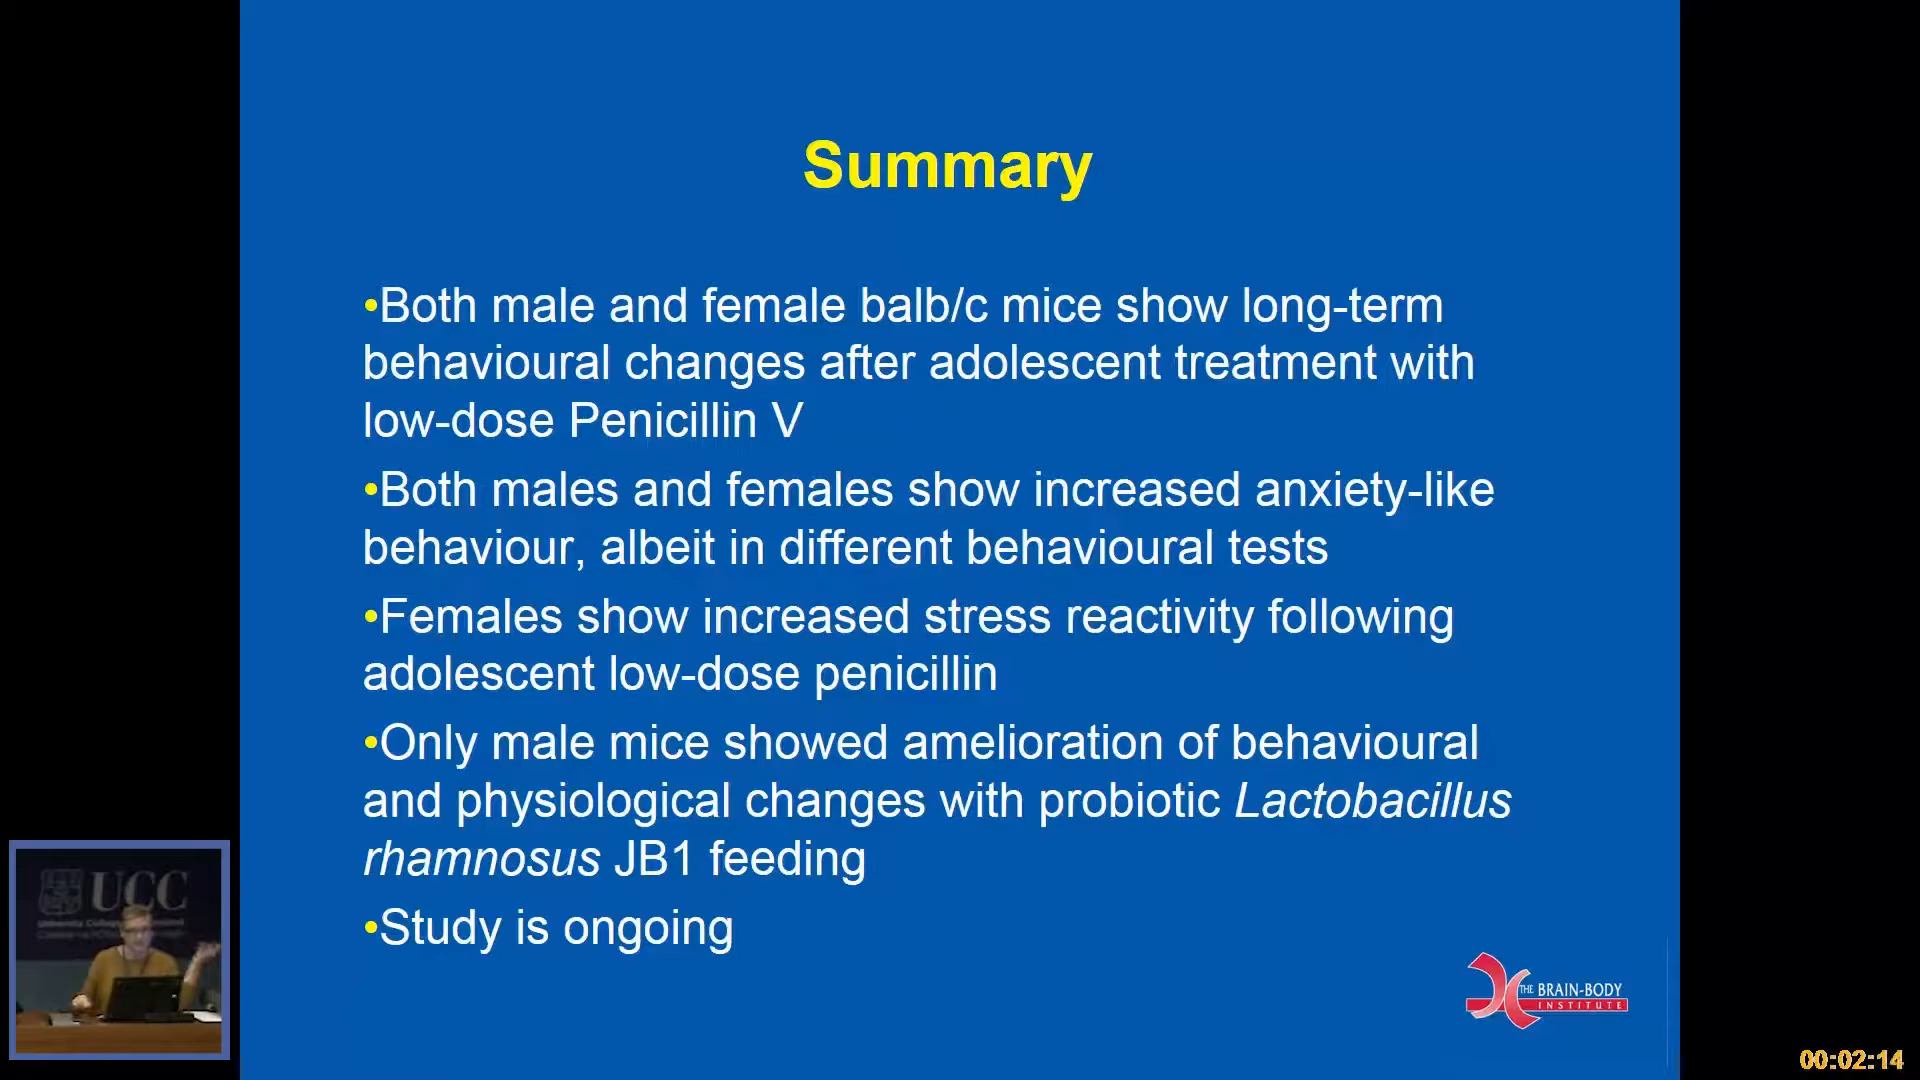 Summary
•Both male and female balb/c mice show long-term
behavioural changes after adolescent treatment with
low-dose Penicillin V
•Both males and females show increased anxiety-like
behaviour, albeit in different behavioural tests
•Females show increased stress reactivity following
adolescent low-dose penicillin
•Only male mice showed amelioration of behavioural
and physiological changes with probiotic Lactobacillus
rhamnosus JB1 feeding
•Study is ongoing
UCC
THE BRAIN-BODY
INSTITUTE
00:02:14